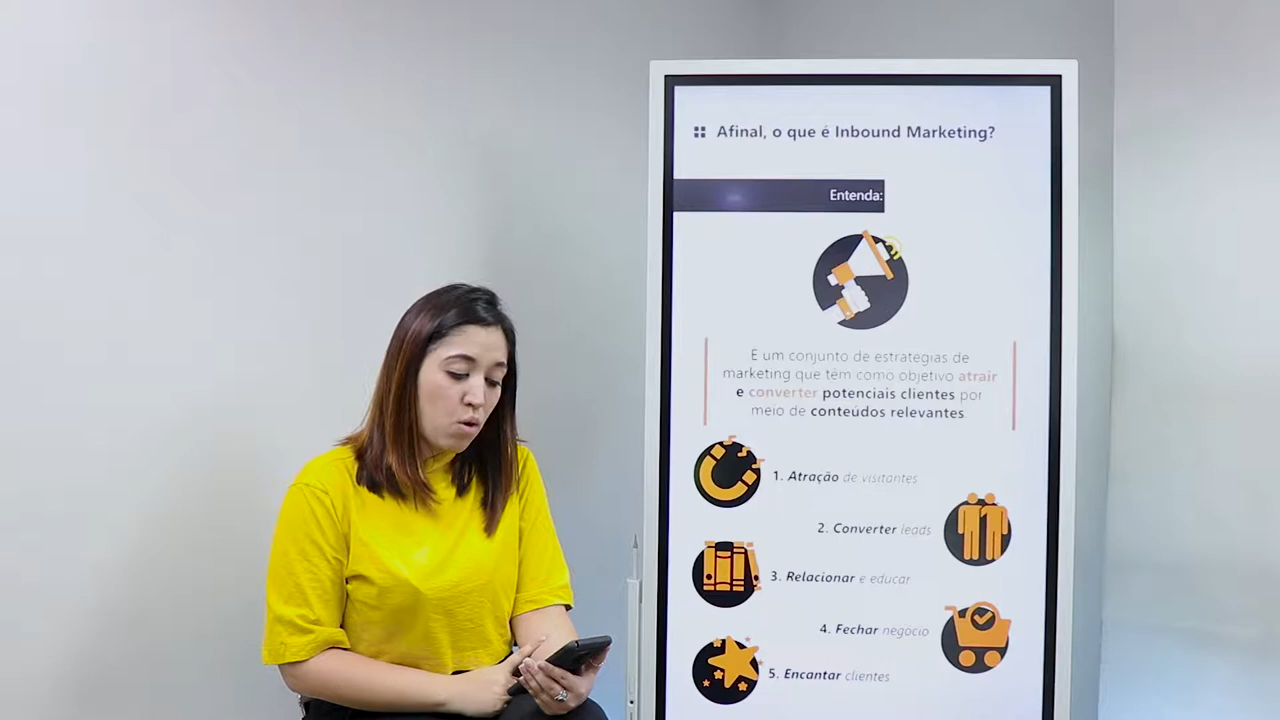 Afinal, o que é Inbound Marketing?
Entenda:
É um conjunto de estratégias de
marketing que têm como objetivo atrair
e converter potenciais clientes por
meio de conteúdos relevantes
1. Atração de visitantes
2. Converter leads
3. Relacionar e educar
4. Fechar negócio
5. Encantar clientes